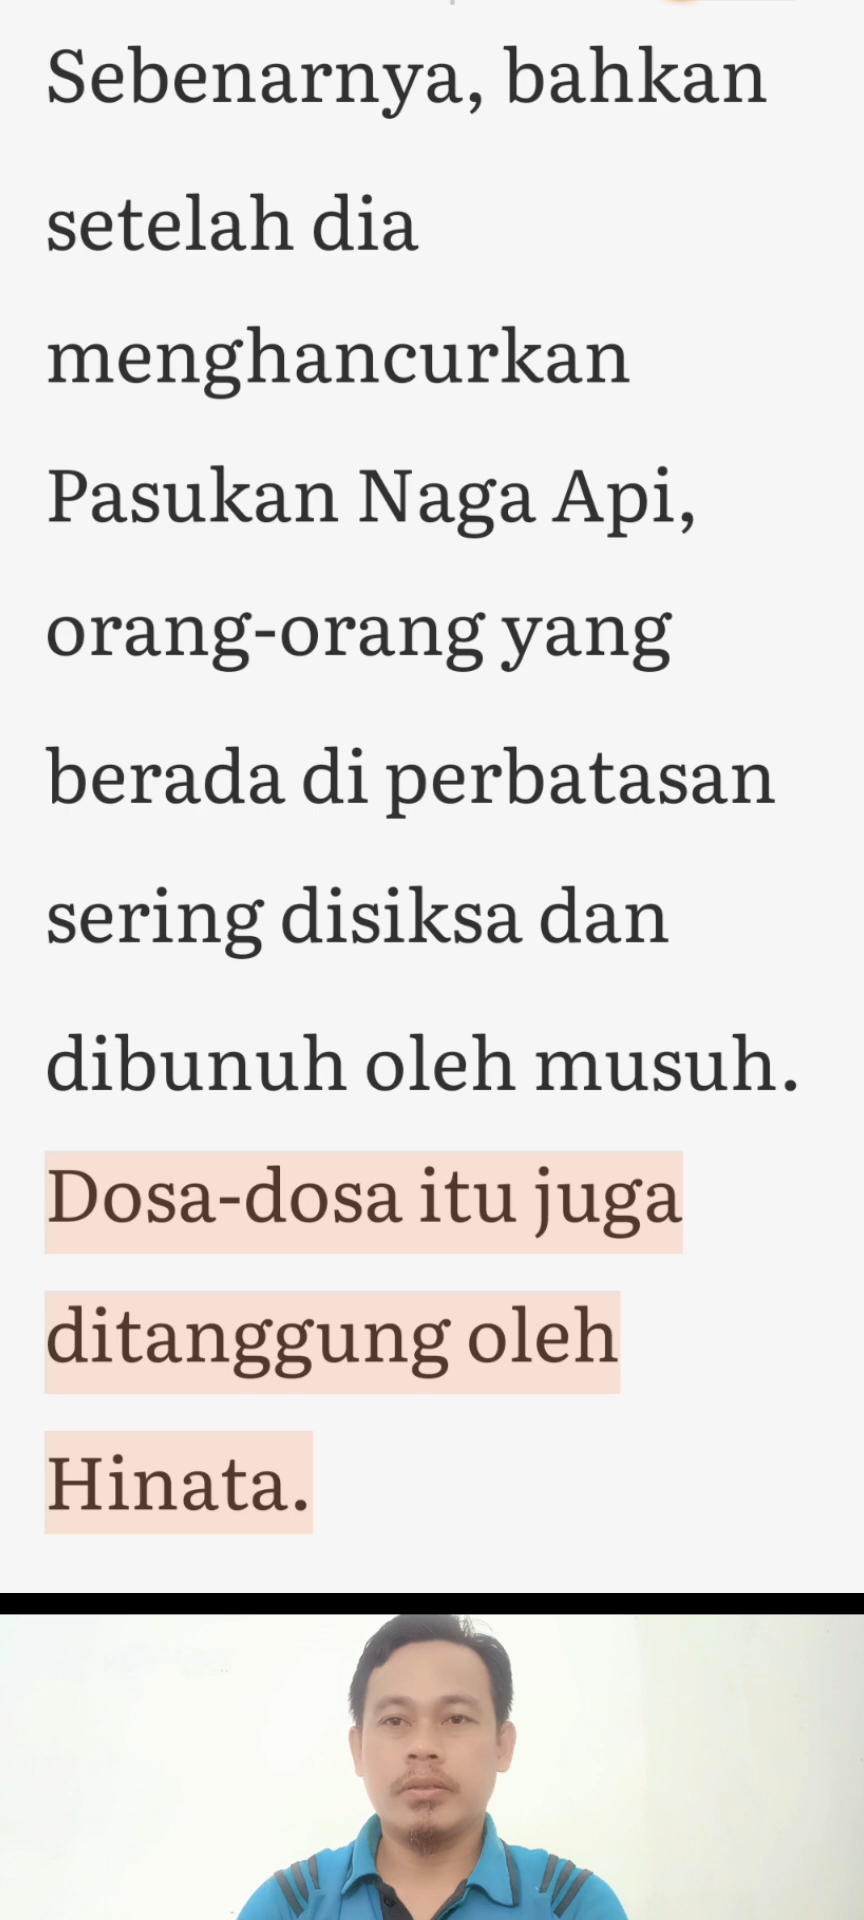 Sebenarnya, bahkan
setelah dia
menghancurkan
Pasukan Naga Api,
orang-orang yang
berada di perbatasan
sering disiksa dan
dibunuh oleh musuh.
Dosa-dosa itu juga
ditanggung oleh
Hinata.